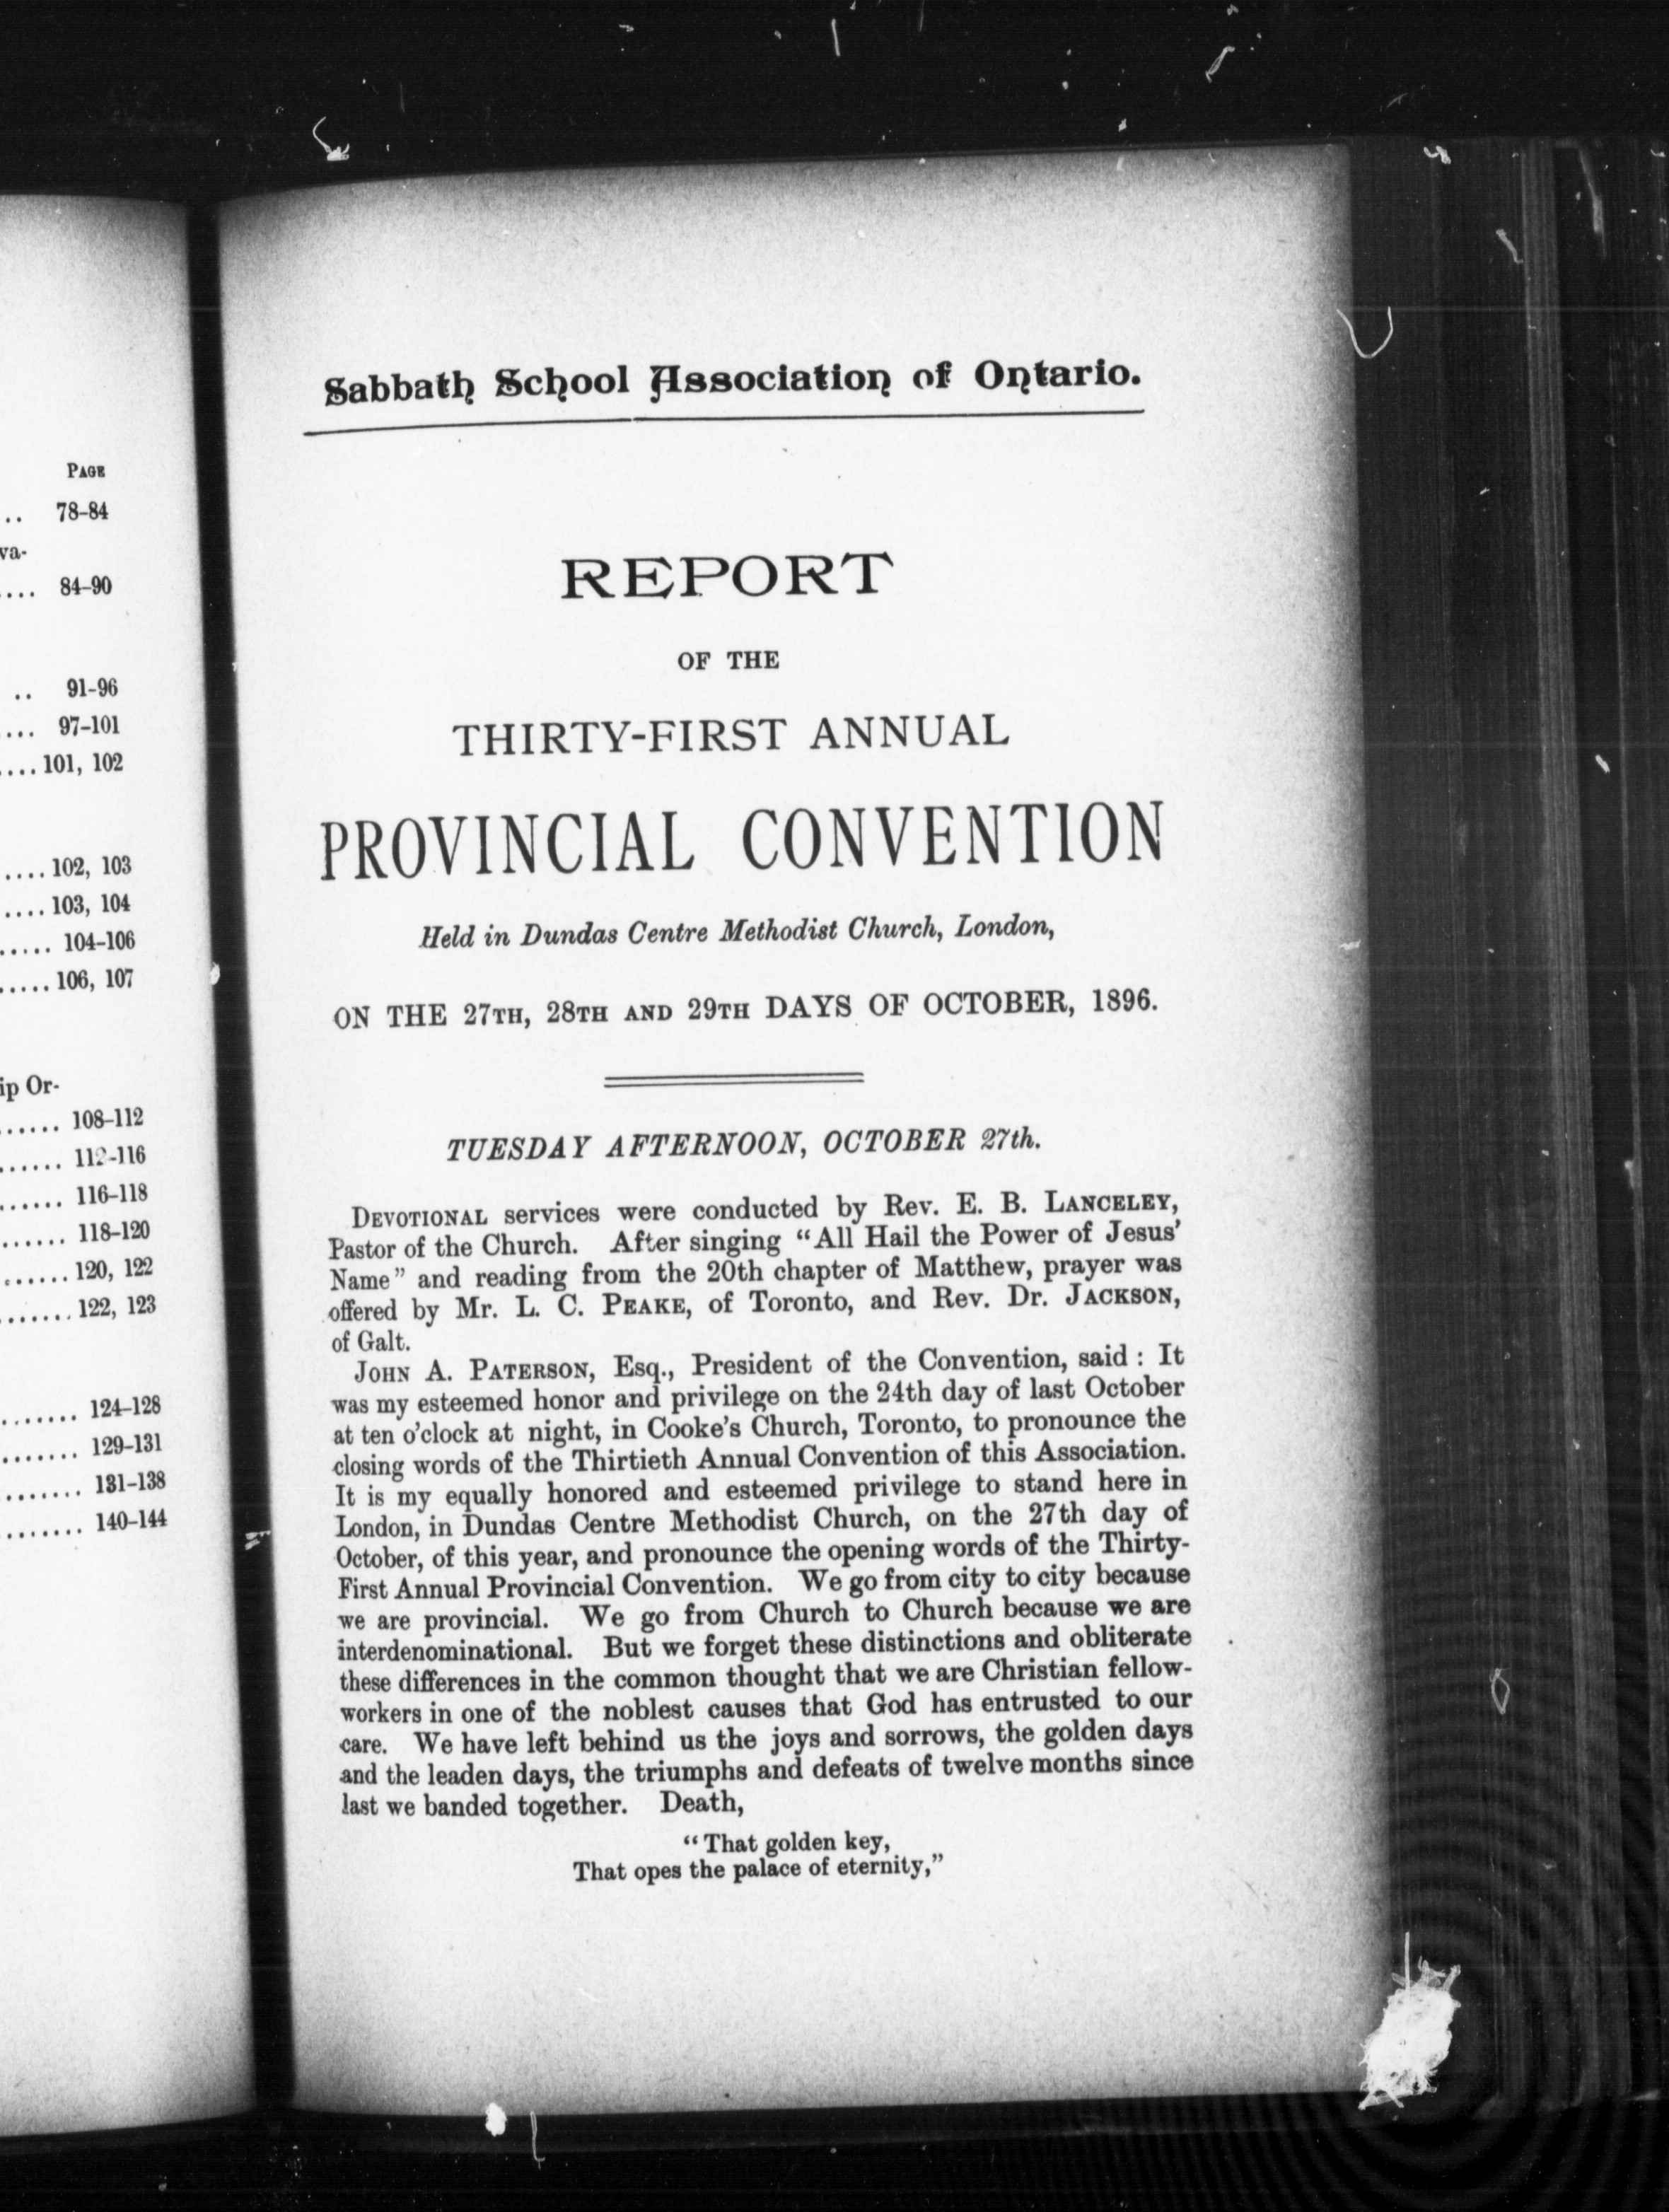 PAGE
.. 78-84
va-
.... 84-90
.. 91-96
.... 97-101
....101, 102
....102, 103
....103, 104
..... 104-106
.....106, 107
ip Or-
...... 108-112
...... 112-116
...... 116-118
...... 118-120
...... 120, 122
....... 122, 123
....... 124-128
....... 129-131
........ 131-138
........ 140-144
Sabbath School Association of Ontario.
REPORT
OF THE
THIRTY-FIRST ANNUAL
PROVINCIAL CONVENTION
Held in Dundas Centre Methodist Church, London,
ON THE 27TH, 28TH AND 29TH DAYS OF OCTOBER, 1896.
TUESDAY AFTERNOON, OCTOBER 27th.
DEVOTIONAL services were conducted by Rev. E. B. LANCELEY,
Pastor of the Church. After singing “All Hail the Power of Jesus’
Name” and reading from the 20th chapter of Matthew, prayer was
offered by Mr. L. C. PEAKE, of Toronto, and Rev. Dr. JACKSON,
of Galt.
JOHN A. PATERSON, Esq., President of the Convention, said : It
was my esteemed honor and privilege on the 24th day of last October
at ten o’clock at night, in Cooke’s Church, Toronto, to pronounce the
closing words of the Thirtieth Annual Convention of this Association.
It is my equally honored and esteemed privilege to stand here in
London, in Dundas Centre Methodist Church, on the 27th day of
October, of this year, and pronounce the opening words of the Thirty-
First Annual Provincial Convention. We go from city to city because
we are provincial. We go from Church to Church because we are
interdenominational. But we forget these distinctions and obliterate
these differences in the common thought that we are Christian fellow-
workers in one of the noblest causes that God has entrusted to our
care. We have left behind us the joys and sorrows, the golden days
and the leaden days, the triumphs and defeats of twelve months since
last we banded together. Death,
“That golden key,
That opes the palace of eternity,”